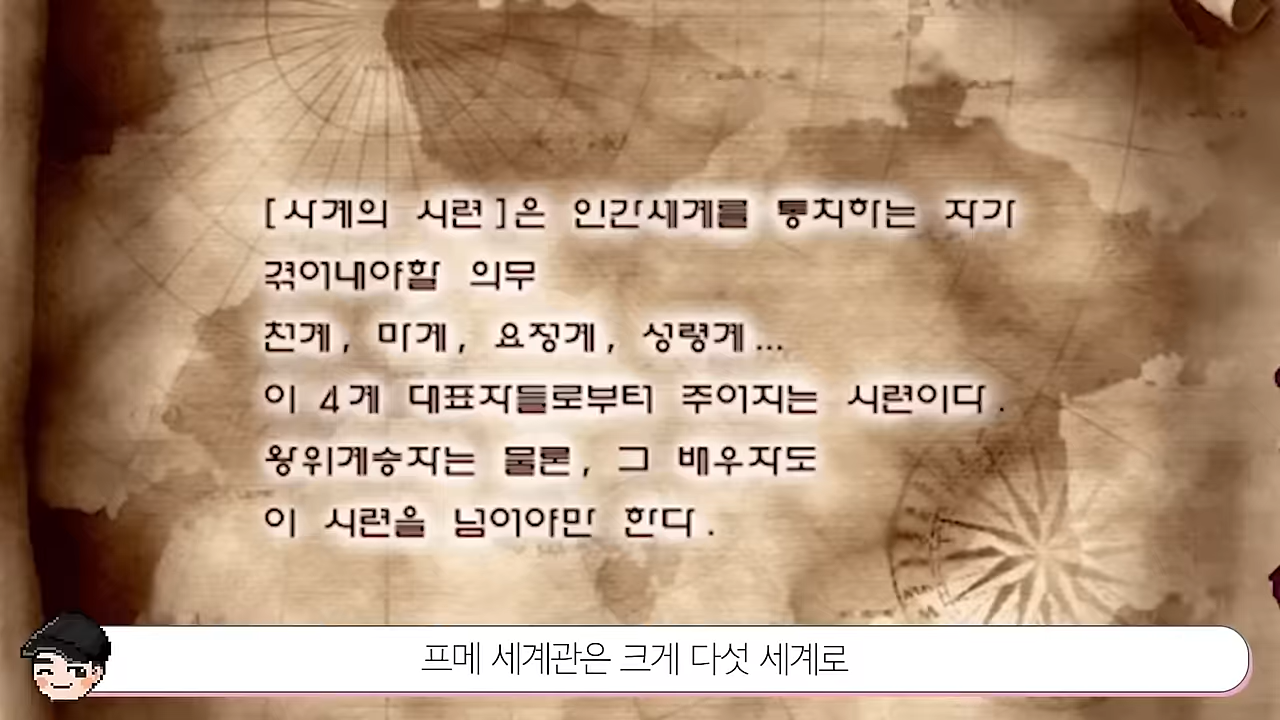 [사계의 시련]은 인간세계를 통치하는 자가
겪어내야할 의무
천계, 마계, 요정계, 성령계...
이 4계 대표자들로부터 주어지는 시련이다.
왕위계승자는 물론, 그 배우자도
이 시련을 넘어야만 한다.
프메 세계관은 크게 다섯 세계로